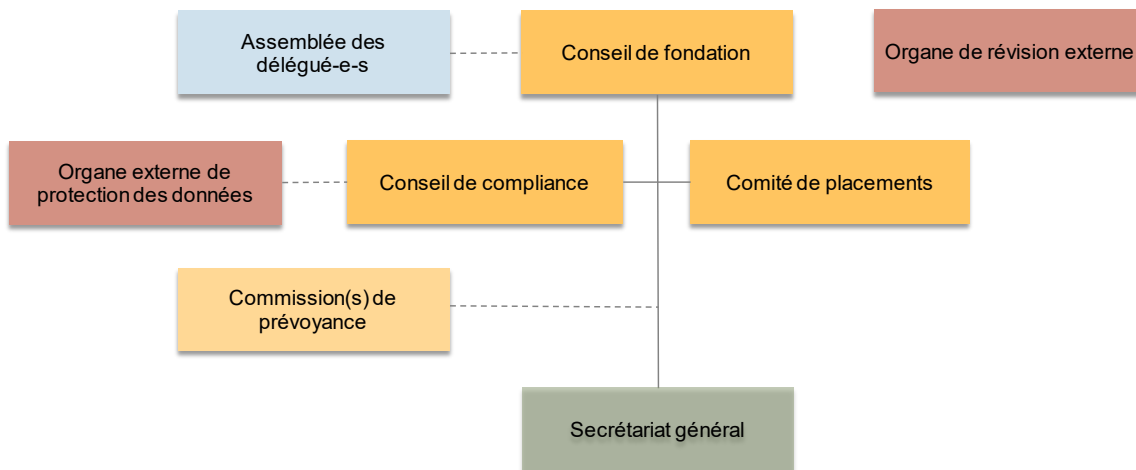 Assemblée des
délégué-e-s
Conseil de fondation
Organe de révision externe
Organe externe de
protection des données
Conseil de compliance
Comité de placements
Commission(s) de
prévoyance
Secrétariat général